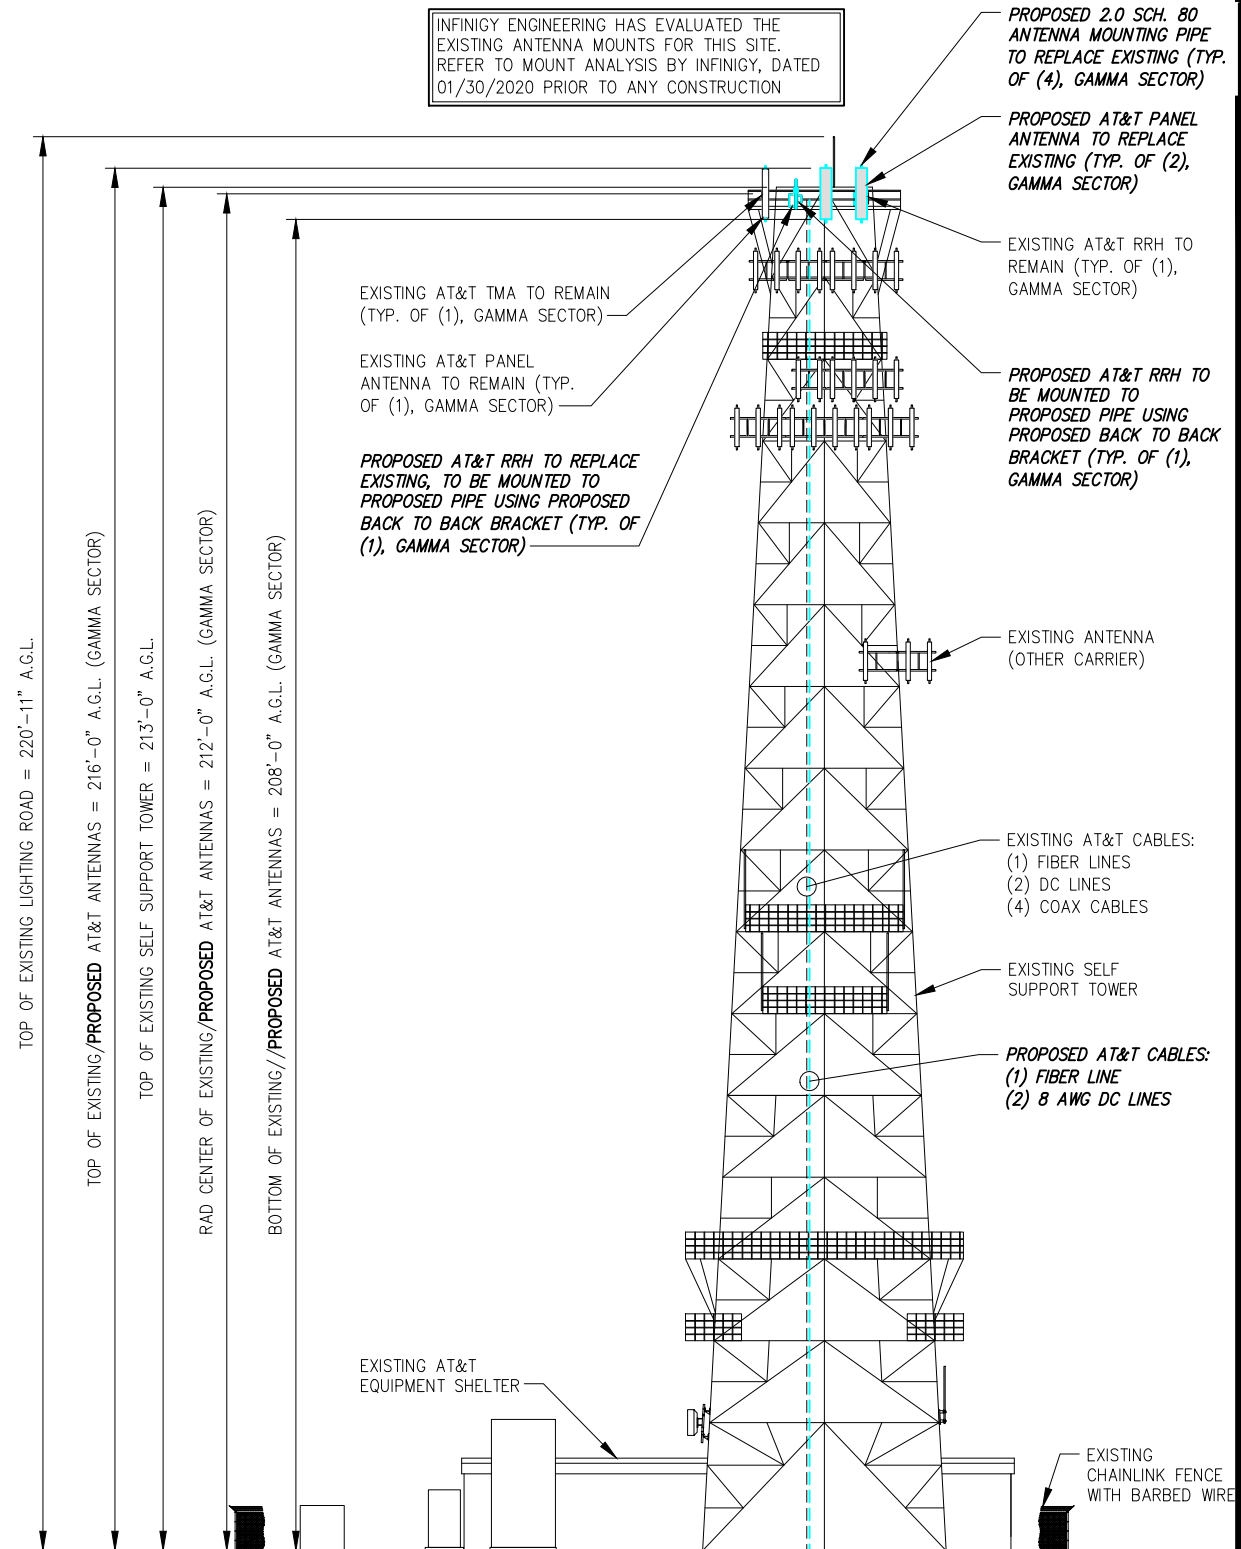 INFINIGY ENGINEERING HAS EVALUATED THE
EXISTING ANTENNA MOUNTS FOR THIS SITE.
REFER TO MOUNT ANALYSIS BY INFINIGY, DATED
01/30/2020 PRIOR TO ANY CONSTRUCTION
PROPOSED 2.0 SCH. 80
ANTENNA MOUNTING PIPE
TO REPLACE EXISTING (TYP.
OF (4), GAMMA SECTOR)
PROPOSED AT&T PANEL
ANTENNA TO REPLACE
EXISTING (TYP. OF (2),
GAMMA SECTOR)
EXISTING AT&T RRH TO
REMAIN (TYP. OF (1),
GAMMA SECTOR)
EXISTING AT&T TMA TO REMAIN
(TYP. OF (1), GAMMA SECTOR)
EXISTING AT&T PANEL
ANTENNA TO REMAIN (TYP.
OF (1), GAMMA SECTOR)
PROPOSED AT&T RRH TO REPLACE
EXISTING, TO BE MOUNTED TO
PROPOSED PIPE USING PROPOSED
BACK TO BACK BRACKET (TYP. OF
(1), GAMMA SECTOR)
PROPOSED AT&T RRH TO
BE MOUNTED TO
PROPOSED PIPE USING
PROPOSED BACK TO BACK
BRACKET (TYP. OF (1),
GAMMA SECTOR)
TOP OF EXISTING LIGHTING ROAD = 220'-11" A.G.L.
TOP OF EXISTING/PROPOSED AT&T ANTENNAS = 216'-0" A.G.L. (GAMMA SECTOR)
TOP OF EXISTING SELF SUPPORT TOWER = 213'-0" A.G.L.
RAD CENTER OF EXISTING/PROPOSED AT&T ANTENNAS = 212'-0" A.G.L. (GAMMA SECTOR)
BOTTOM OF EXISTING//PROPOSED AT&T ANTENNAS = 208'-0" A.G.L. (GAMMA SECTOR)
EXISTING ANTENNA
(OTHER CARRIER)
EXISTING AT&T CABLES:
(1) FIBER LINES
(2) DC LINES
(4) COAX CABLES
EXISTING SELF
SUPPORT TOWER
PROPOSED AT&T CABLES:
(1) FIBER LINE
(2) 8 AWG DC LINES
EXISTING AT&T
EQUIPMENT SHELTER
EXISTING
CHAINLINK FENCE
WITH BARBED WIRE